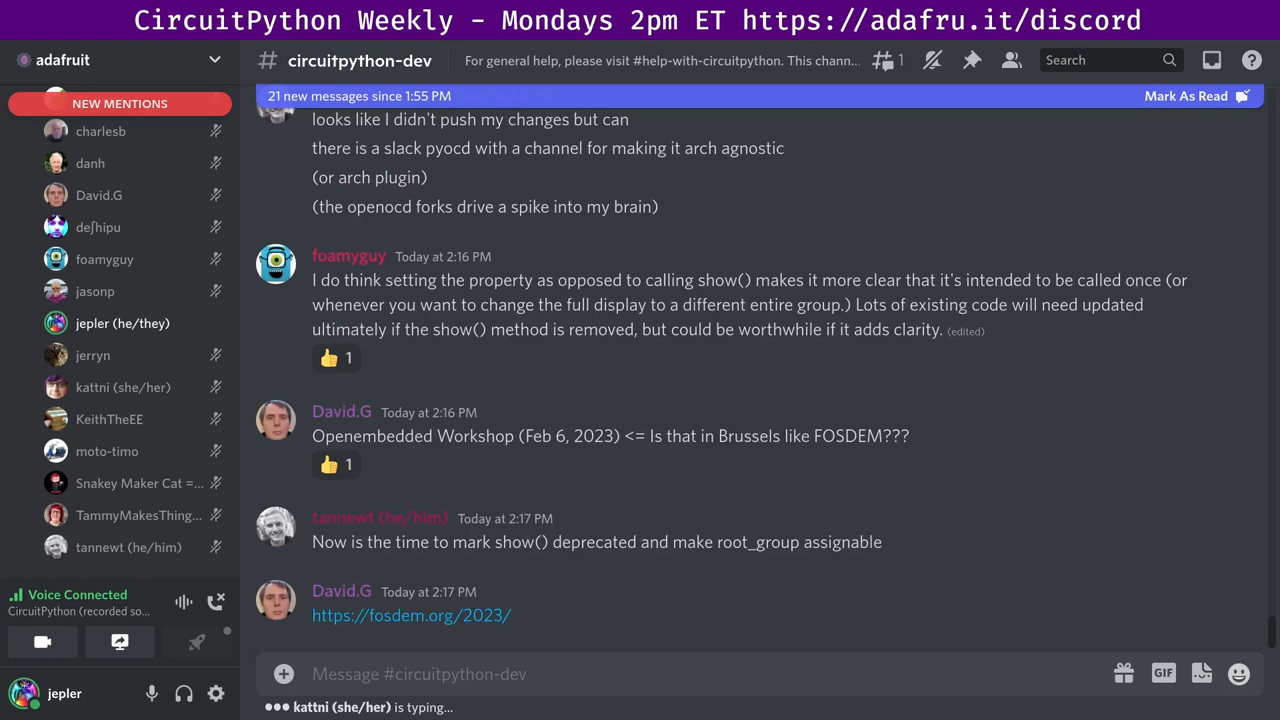 CircuitPython Weekly - Mondays 2pm ET https://adafru.it/discord
adafruit
# circuitpython-dev
For general help, please visit #help-with-circuitpython. This chann...
1
Search
NEW MENTIONS
charlesb
danh
David.G
deʃhipu
foamyguy
jasonp
jepler (he/they)
jerryn
kattni (she/her)
KeithTheEE
moto-timo
Snakey Maker Cat =...
TammyMakesThing...
tannewt (he/him)
Voice Connected
CircuitPython (recorded so...
jepler
21 new messages since 1:55 PM
Mark As Read
looks like I didn't push my changes but can
there is a slack pyocd with a channel for making it arch agnostic
(or arch plugin)
(the openocd forks drive a spike into my brain)
foamyguy Today at 2:16 PM
I do think setting the property as opposed to calling show() makes it more clear that it's intended to be called once (or
whenever you want to change the full display to a different entire group.) Lots of existing code will need updated
ultimately if the show() method is removed, but could be worthwhile if it adds clarity. (edited)
👍 1
David.G Today at 2:16 PM
Openembedded Workshop (Feb 6, 2023) <= Is that in Brussels like FOSDEM???
👍 1
tannewt (he/him) Today at 2:17 PM
Now is the time to mark show() deprecated and make root_group assignable
David.G Today at 2:17 PM
https://fosdem.org/2023/
Message #circuitpython-dev
GIF
kattni (she/her) is typing...